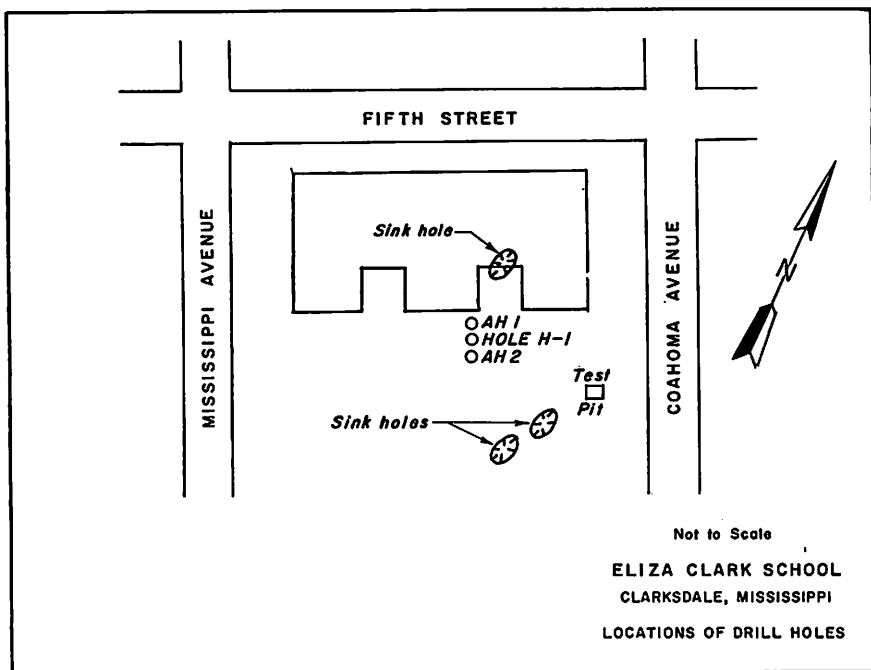 FIFTH STREET
MISSISSIPPI AVENUE
COAHOMA AVENUE
Sink hole
AH 1
HOLE H-1
AH 2
Test
Pit
Sink holes
N
Not to Scale
ELIZA CLARK SCHOOL
CLARKSDALE, MISSISSIPPI
LOCATIONS OF DRILL HOLES